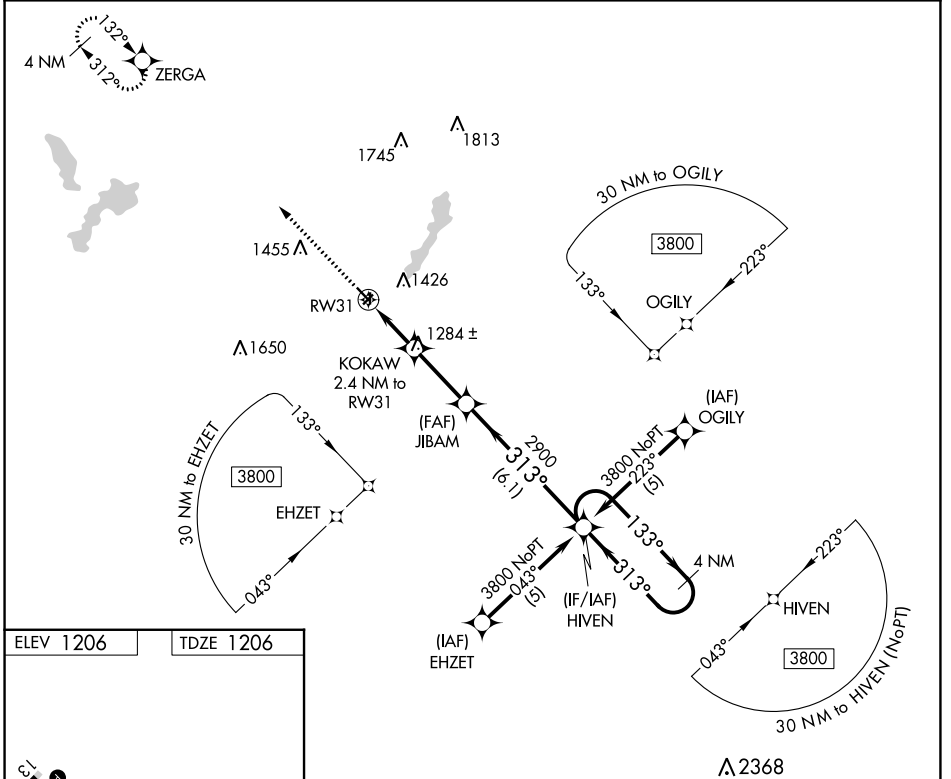 132°
4 NM
312°
ZERGA
1745
1813
30 NM to OGILY
3800
133°
223°
OGILY
1455
1426
RW31
1284 ±
1650
KOKAW
2.4 NM to
RW31
(FAF)
JIBAM
(IAF)
OGILY
30 NM to EHZET
133°
3800
EHZET
043°
2900
313°
(6.1)
3800 NoPT
223°
(5)
133°
4 NM
313°
3800 NoPT
043°
(5)
(IF/IAF)
HIVEN
(IAF)
EHZET
223°
HIVEN
043°
3800
30 NM to HIVEN (NoPT)
ELEV 1206
TDZE 1206
13
2368